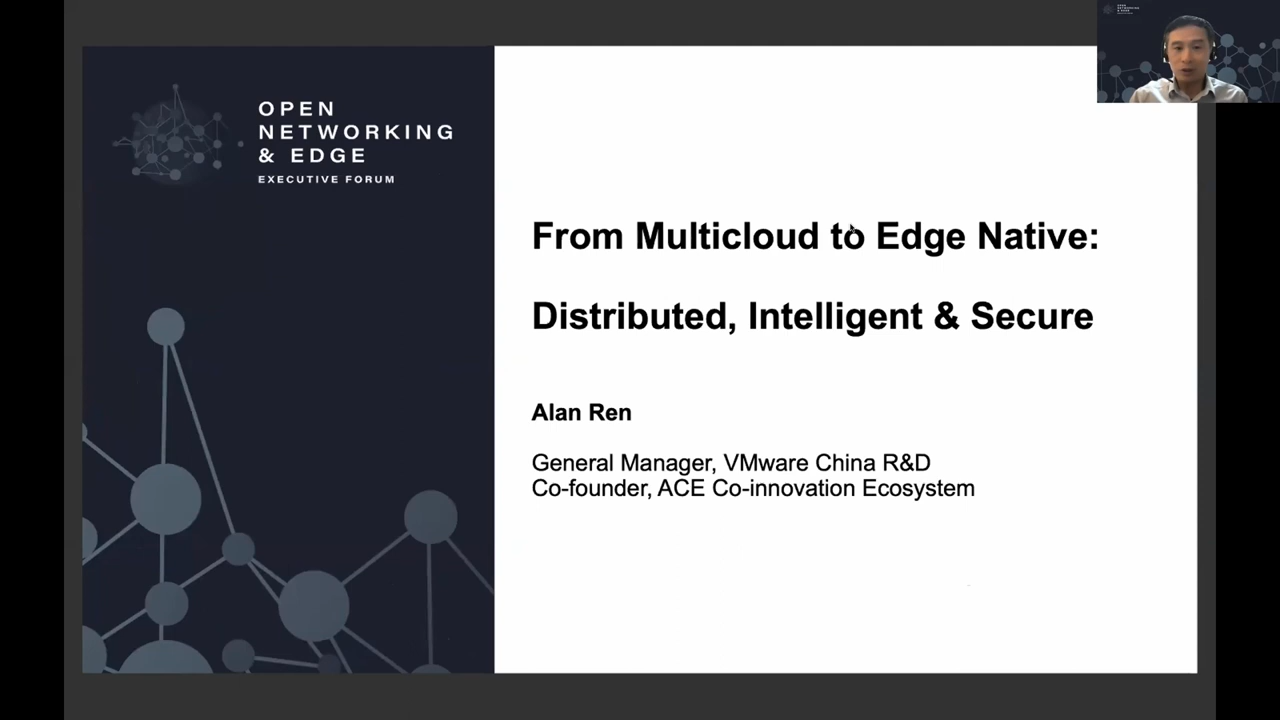 OPEN
NETWORKING
& EDGE
EXECUTIVE FORUM
From Multicloud to Edge Native:
Distributed, Intelligent & Secure
Alan Ren
General Manager, VMware China R&D
Co-founder, ACE Co-innovation Ecosystem